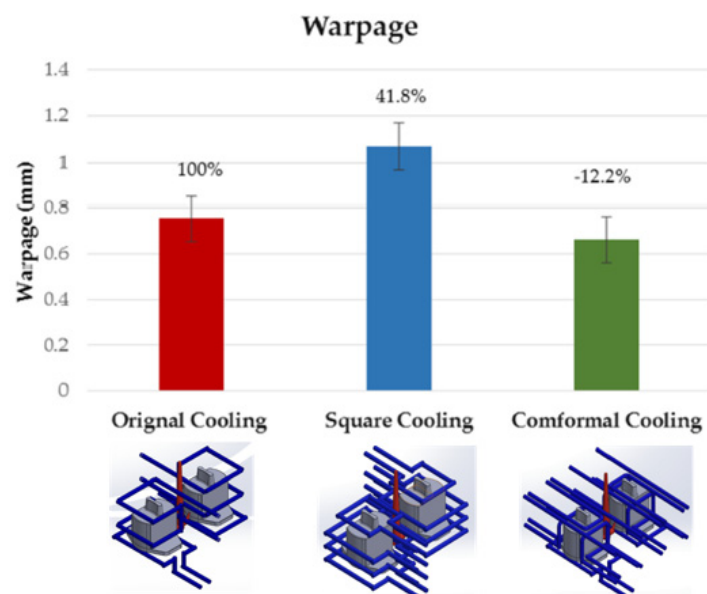 Warpage
1.4
1.2
1
0.8
0.6
0.4
0.2
0
Warpage (mm)
100%
41.8%
-12.2%
Orignal Cooling
Square Cooling
Comformal Cooling